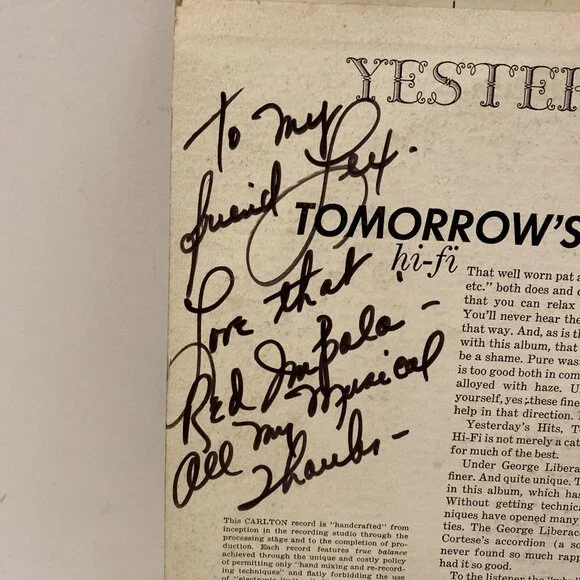 YESTER
TOMORROW'S
hi-fi
To my
friend Lex.
Love that
Red Impala -
All my Musical
Thanks -
That well worn pat a
etc." both does and d
that you can relax
You'll never hear the
that way. And, as is th
with this album, that
be a shame. Pure was
is too good both in com
alloyed with haze. U
yourself, yes; these fine
help in that direction. I
Yesterday's Hits, T
Hi-Fi is not merely a cat
for much of the best.
Under George Libera
finer. And quite unique. T
in this album, which has
Without getting technic
niques have opened many
ties. The George Liberac
Cortese's accordion (a so
never found so much rapp
had it so good.
To the listener the "w
This CARLTON record is "handcrafted" from
inception in the recording studio through the
processing stage and to the completion of pro-
duction. Each record features true balance
achieved through the unique and costly policy
of permitting only "hand mixing and re-record-
ing techniques" and flatly forbidding the use
of "electronic